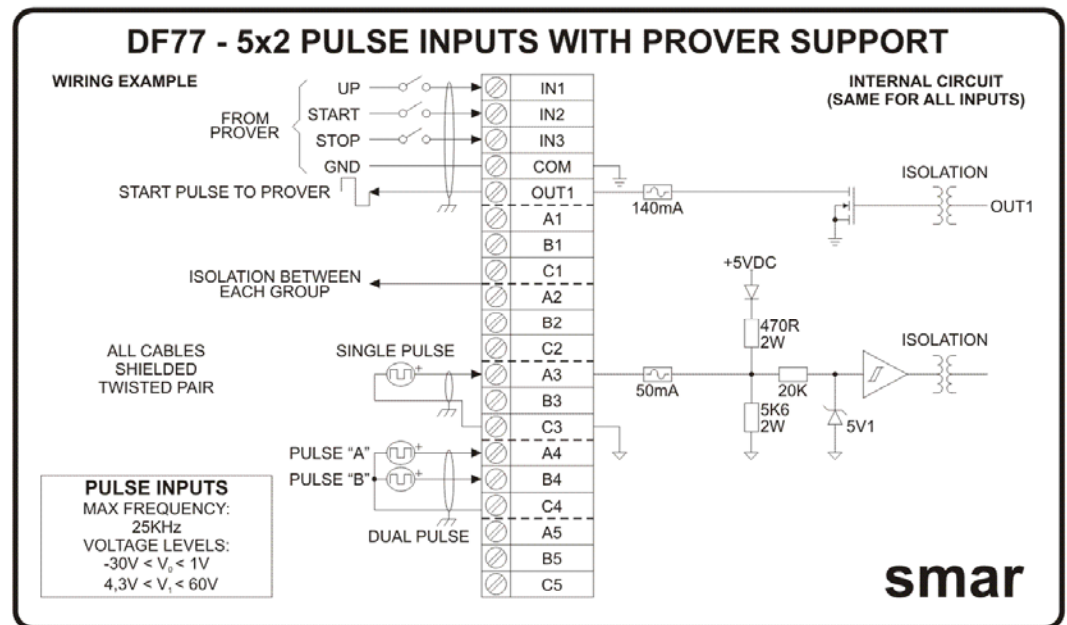 DF77 - 5x2 PULSE INPUTS WITH PROVER SUPPORT
WIRING EXAMPLE
INTERNAL CIRCUIT
(SAME FOR ALL INPUTS)
FROM
PROVER
UP
START
STOP
GND
START PULSE TO PROVER
ISOLATION BETWEEN
EACH GROUP
ALL CABLES
SHIELDED
TWISTED PAIR
SINGLE PULSE
PULSE "A"
PULSE "B"
DUAL PULSE
IN1
IN2
IN3
COM
OUT1
A1
B1
C1
A2
B2
C2
A3
B3
C3
A4
B4
C4
A5
B5
C5
140mA
ISOLATION
OUT1
+5VDC
470R
2W
50mA
20K
5K6
2W
5V1
ISOLATION
PULSE INPUTS
MAX FREQUENCY:
25KHz
VOLTAGE LEVELS:
-30V < V₀ < 1V
4,3V < V₁ < 60V
smar